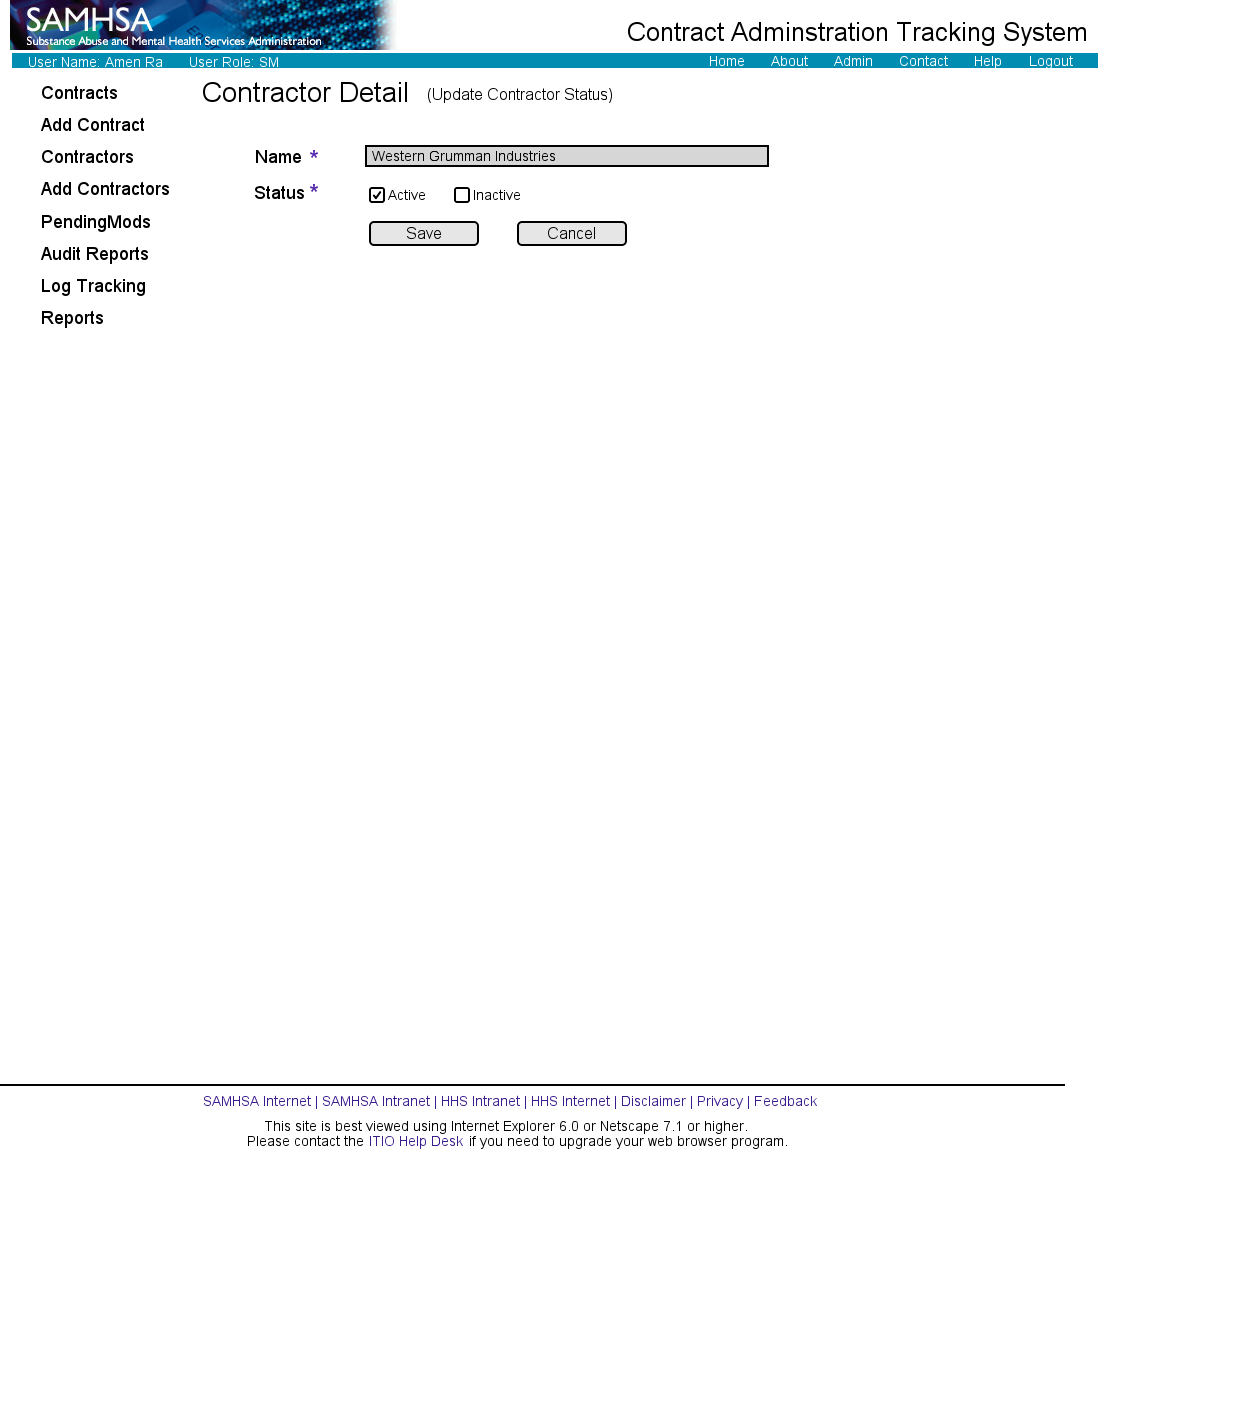 SAMHSA
Substance Abuse and Mental Health Services Administration
Contract Adminstration Tracking System
User Name: Amen Ra User Role: SM Home About Admin Contact Help Logout
Contracts
Add Contract
Contractors
Add Contractors
PendingMods
Audit Reports
Log Tracking
Reports
Contractor Detail (Update Contractor Status)
Name * Western Grumman Industries
Status * Active Inactive
Save Cancel
SAMHSA Internet | SAMHSA Intranet | HHS Intranet | HHS Internet | Disclaimer | Privacy | Feedback
This site is best viewed using Internet Explorer 6.0 or Netscape 7.1 or higher.
Please contact the ITIO Help Desk if you need to upgrade your web browser program.